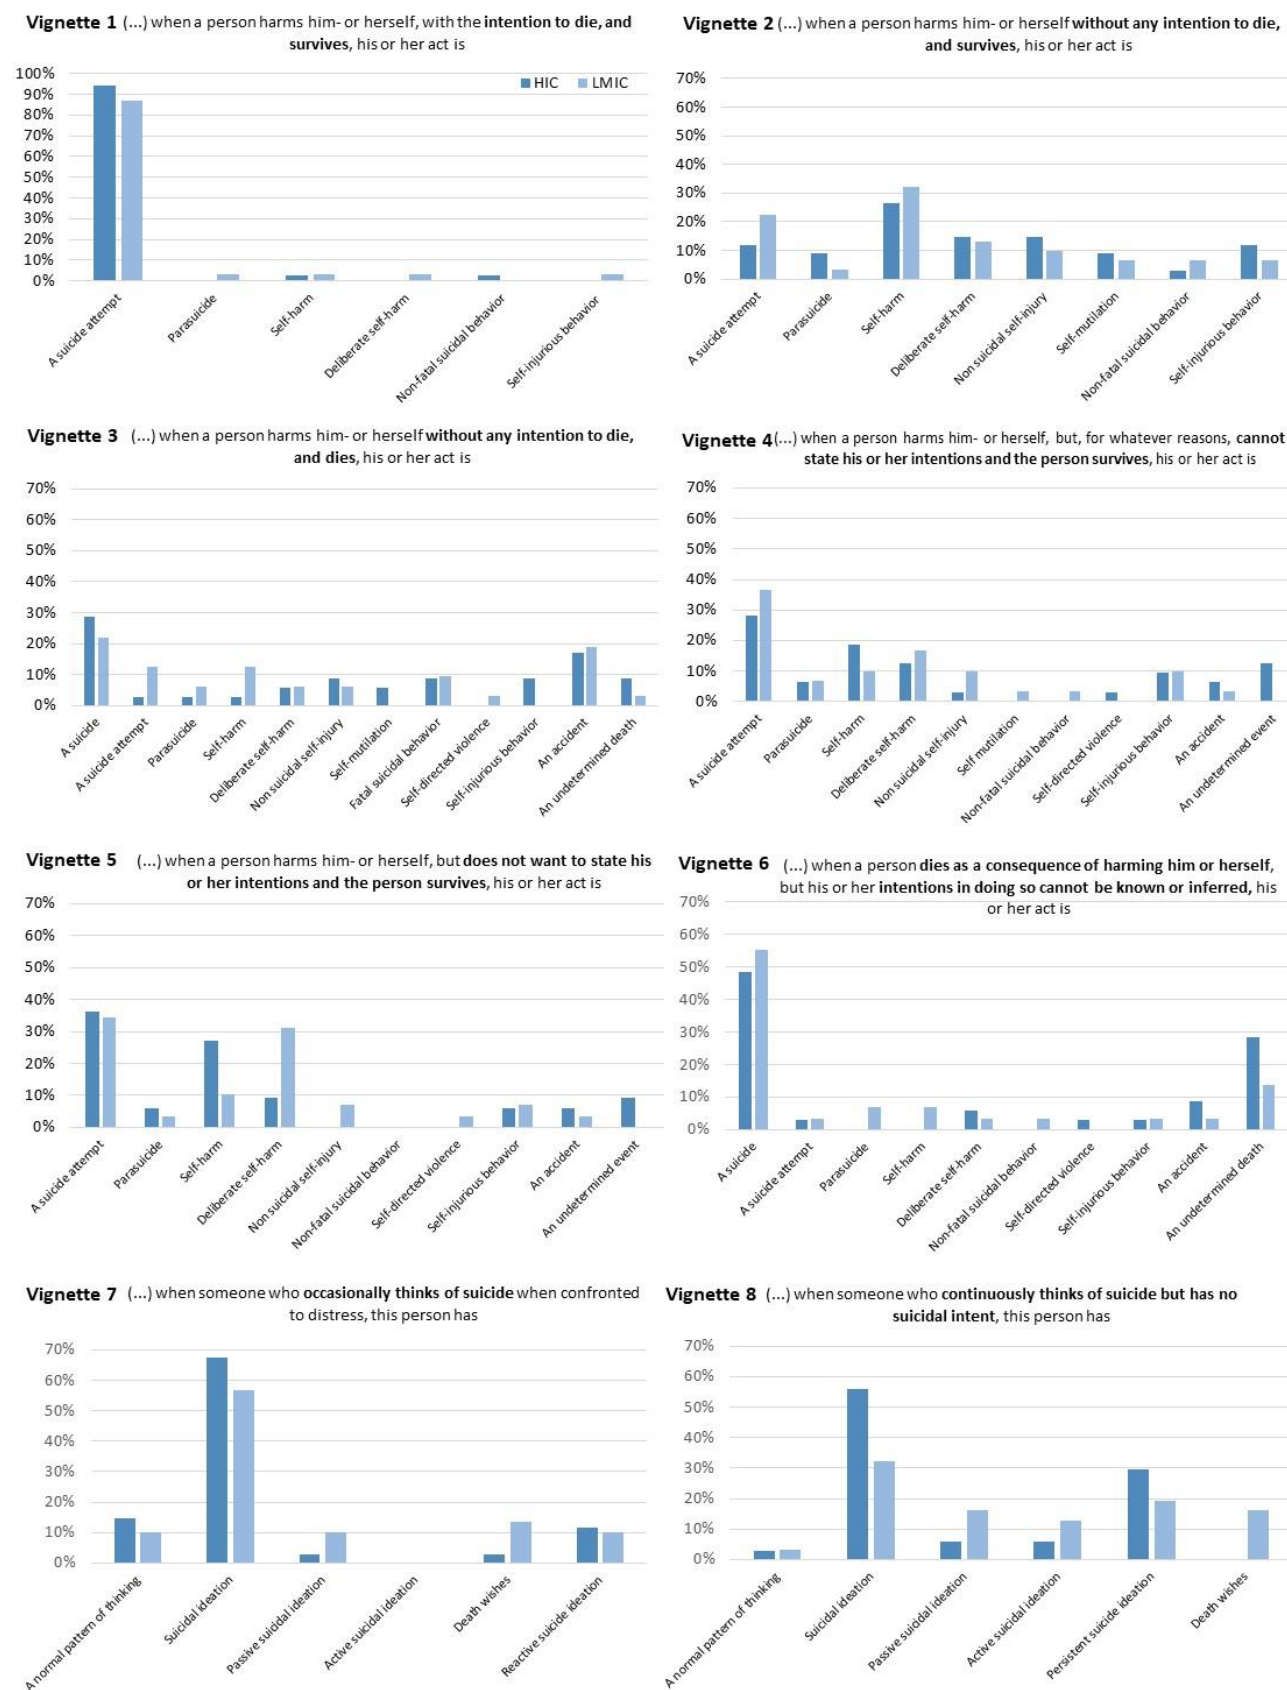 Vignette 1 (...) when a person harms him- or herself, with the intention to die, and
survives, his or her act is
100%
90%
80%
70%
60%
50%
40%
30%
20%
10%
0%
HIC LMIC
A suicide attempt
Parasuicide
Self-harm
Deliberate self-harm
Non-fatal suicidal behavior
Self-injurious behavior
Vignette 2 (...) when a person harms him- or herself without any intention to die,
and survives, his or her act is
70%
60%
50%
40%
30%
20%
10%
0%
A suicide attempt
Parasuicide
Self-harm
Deliberate self-harm
Non suicidal self-injury
Self-mutilation
Non-fatal suicidal behavior
Self-injurious behavior
Vignette 3 (...) when a person harms him- or herself without any intention to die,
and dies, his or her act is
70%
60%
50%
40%
30%
20%
10%
0%
A suicide
A suicide attempt
Parasuicide
Self-harm
Deliberate self-harm
Non suicidal self-injury
Self-mutilation
Fatal suicidal behavior
Self-directed violence
Self-injurious behavior
An accident
An undetermined death
Vignette 4 (...) when a person harms him- or herself, but, for whatever reasons, cannot
state his or her intentions and the person survives, his or her act is
70%
60%
50%
40%
30%
20%
10%
0%
A suicide attempt
Parasuicide
Self-harm
Deliberate self-harm
Non suicidal self-injury
Self mutilation
Non-fatal suicidal behavior
Self-directed violence
Self-injurious behavior
An accident
An undetermined event
Vignette 5 (...) when a person harms him- or herself, but does not want to state his
or her intentions and the person survives, his or her act is
70%
60%
50%
40%
30%
20%
10%
0%
A suicide attempt
Parasuicide
Self-harm
Deliberate self-harm
Non suicidal self-injury
Non-fatal suicidal behavior
Self-directed violence
Self-injurious behavior
An accident
An undetermined event
Vignette 6 (...) when a person dies as a consequence of harming him or herself,
but his or her intentions in doing so cannot be known or inferred, his
or her act is
70%
60%
50%
40%
30%
20%
10%
0%
A suicide
A suicide attempt
Parasuicide
Self-harm
Deliberate self-harm
Non-fatal suicidal behavior
Self-directed violence
Self-injurious behavior
An accident
An undetermined death
Vignette 7 (...) when someone who occasionally thinks of suicide when confronted
to distress, this person has
70%
60%
50%
40%
30%
20%
10%
0%
A normal pattern of thinking
Suicidal ideation
Passive suicidal ideation
Active suicidal ideation
Death wishes
Reactive suicide ideation
Vignette 8 (...) when someone who continuously thinks of suicide but has no
suicidal intent, this person has
70%
60%
50%
40%
30%
20%
10%
0%
A normal pattern of thinking
Suicidal ideation
Passive suicidal ideation
Active suicidal ideation
Persistent suicide ideation
Death wishes